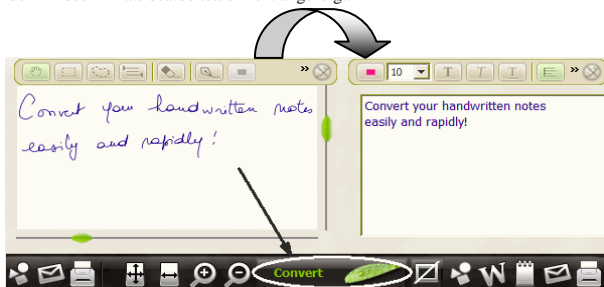 10
T T T
Convert your handwritten notes
easily and rapidly!
Convert your handwritten notes
easily and rapidly!
Convert
W